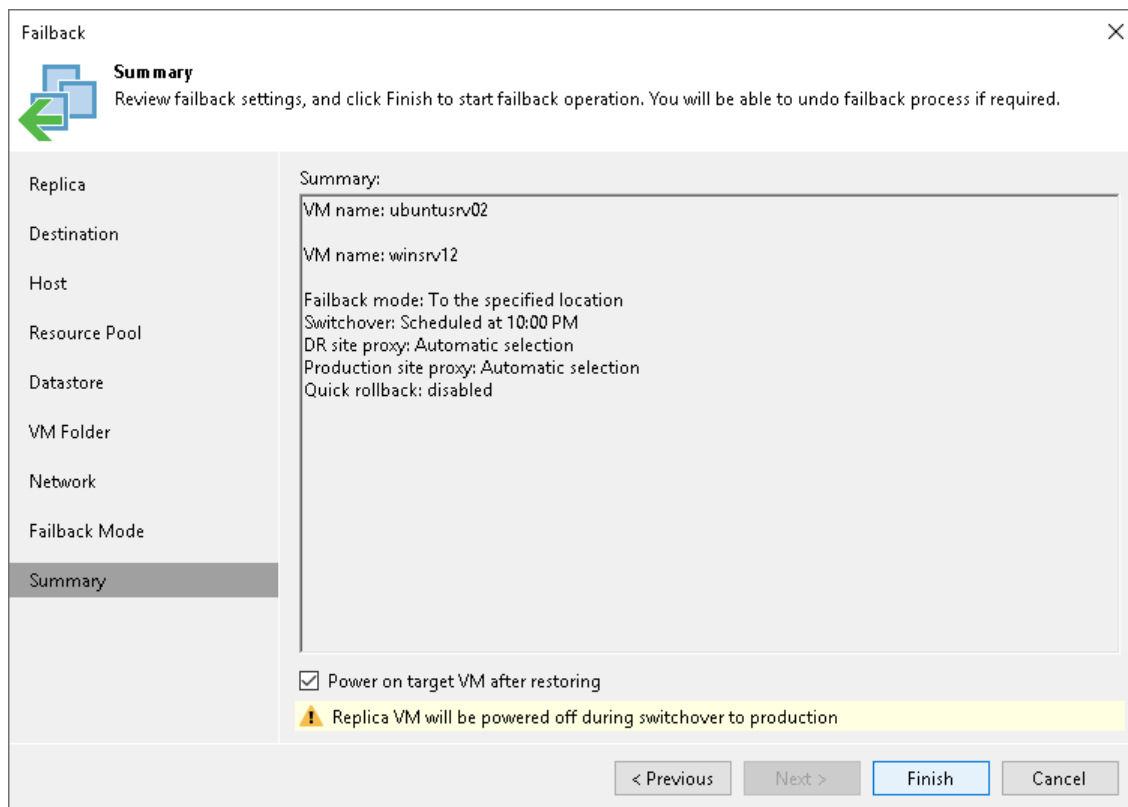 Failback
Summary
Review failback settings, and click Finish to start failback operation. You will be able to undo failback process if required.
Replica
Destination
Host
Resource Pool
Datastore
VM Folder
Network
Failback Mode
Summary
Summary:
VM name: ubuntusrv02
VM name: winsrv12
Failback mode: To the specified location
Switchover: Scheduled at 10:00 PM
DR site proxy: Automatic selection
Production site proxy: Automatic selection
Quick rollback: disabled
Power on target VM after restoring
Replica VM will be powered off during switchover to production
< Previous
Next >
Finish
Cancel